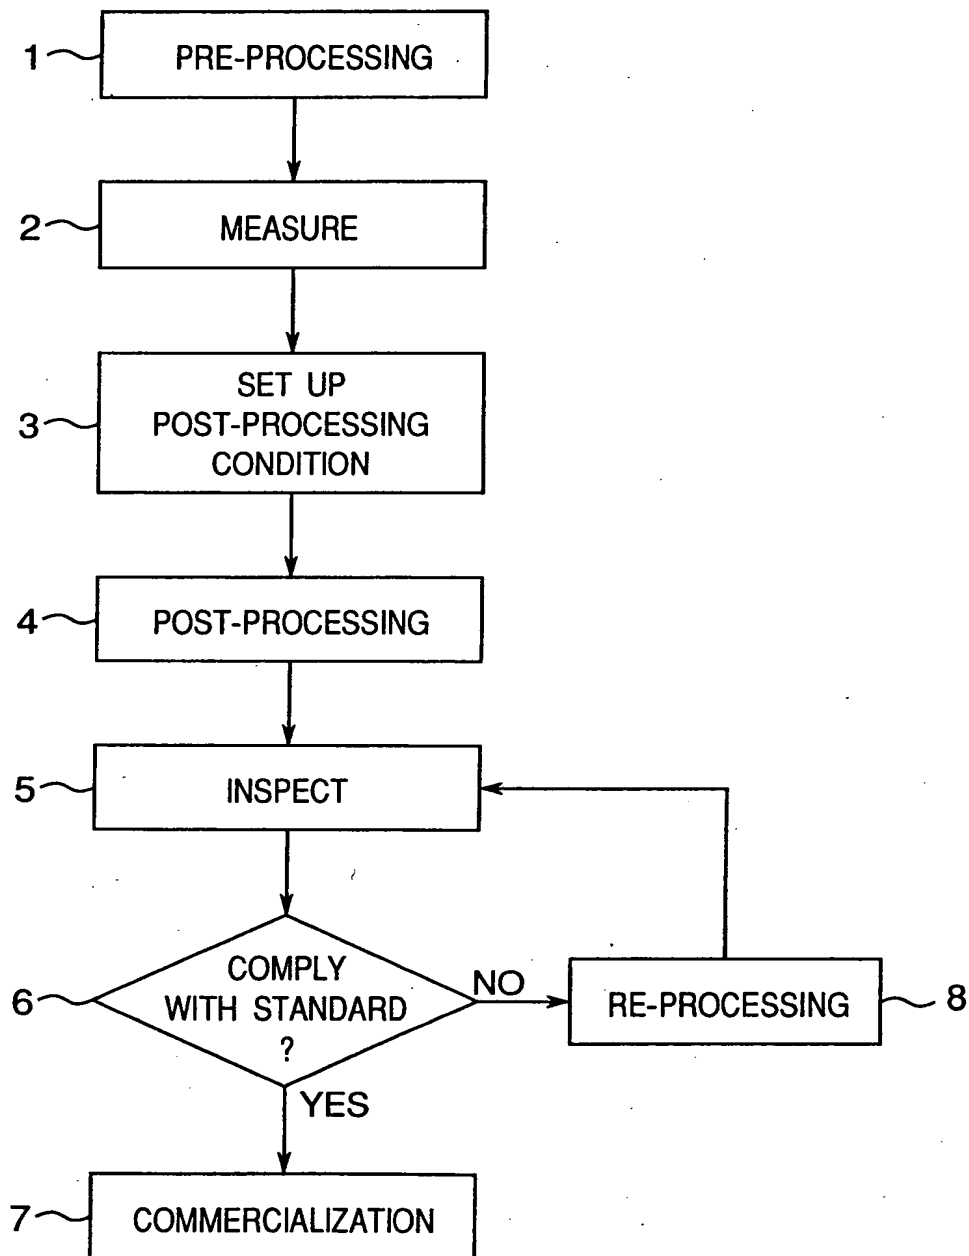 1 PRE-PROCESSING
2 MEASURE
3 SET UP
POST-PROCESSING
CONDITION
4 POST-PROCESSING
5 INSPECT
6 COMPLY
WITH STANDARD
?
NO
RE-PROCESSING 8
YES
7 COMMERCIALIZATION